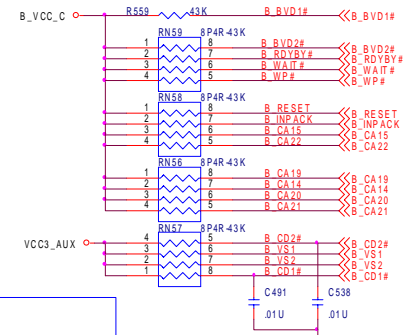 B_VCC_C R559 43K B_BVD1# B_BVD1#
RN59 8P4R-43K
1 8 B_BVD2# B_BVD2#
2 7 B_RDYBY# B_RDYBY#
3 6 B_WAIT# B_WAIT#
4 5 B_WP# B_WP#
RN58 8P4R-43K
1 8 B_RESET B_RESET
2 7 B_INPACK B_INPACK
3 6 B_CA15 B_CA15
4 5 B_CA22 B_CA22
RN56 8P4R-43K
1 8 B_CA19 B_CA19
2 7 B_CA14 B_CA14
3 6 B_CA20 B_CA20
4 5 B_CA21 B_CA21
RN57 8P4R-43K
VCC3_AUX 4 5 B_CD2# B_CD2#
3 6 B_VS1 B_VS1
2 7 B_VS2 B_VS2
1 8 B_CD1# B_CD1#
C491 C538
.01U .01U